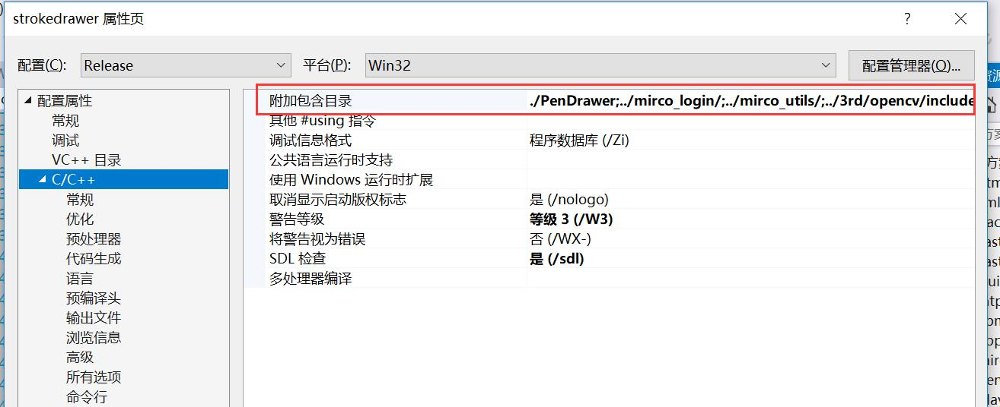 strokedrawer 属性页
配置(C): Release 平台(P): Win32 配置管理器(O)...
配置属性
常规
调试
VC++ 目录
C/C++
常规
优化
预处理器
代码生成
语言
预编译头
输出文件
浏览信息
高级
所有选项
命令行
附加包含目录 ./PenDrawer;../mirco_login/;../mirco_utils/;../3rd/opencv/include
其他 #using 指令
调试信息格式 程序数据库 (/Zi)
公共语言运行时支持
使用 Windows 运行时扩展
取消显示启动版权标志 是 (/nologo)
警告等级 等级 3 (/W3)
将警告视为错误 否 (/WX-)
SDL 检查 是 (/sdl)
多处理器编译